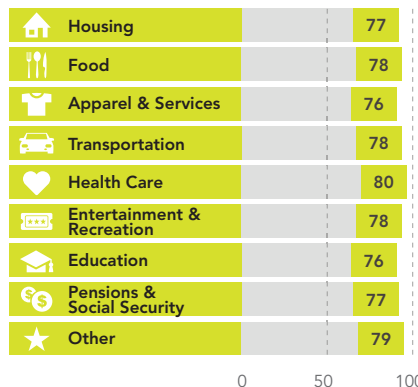 Housing 77
Food 78
Apparel & Services 76
Transportation 78
Health Care 80
Entertainment &
Recreation 78
Education 76
Pensions &
Social Security 77
Other 79
0 50 100